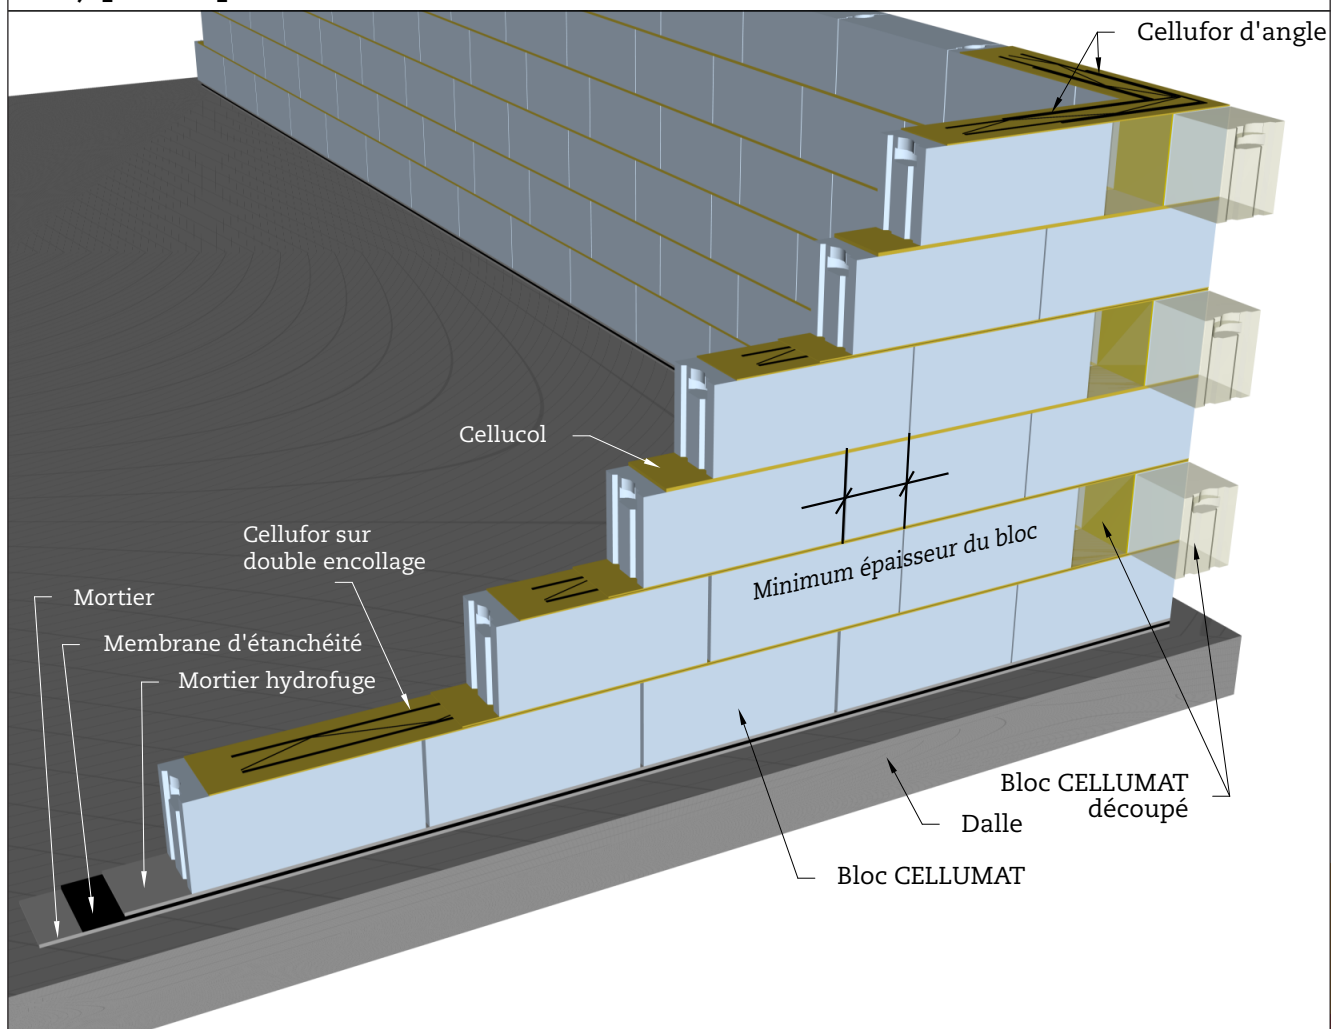 Cellufor d'angle
Cellucol
Cellufor sur
double encollage
Minimum épaisseur du bloc
Mortier
Membrane d'étanchéité
Mortier hydrofuge
Bloc CELLUMAT
découpé
Dalle
Bloc CELLUMAT